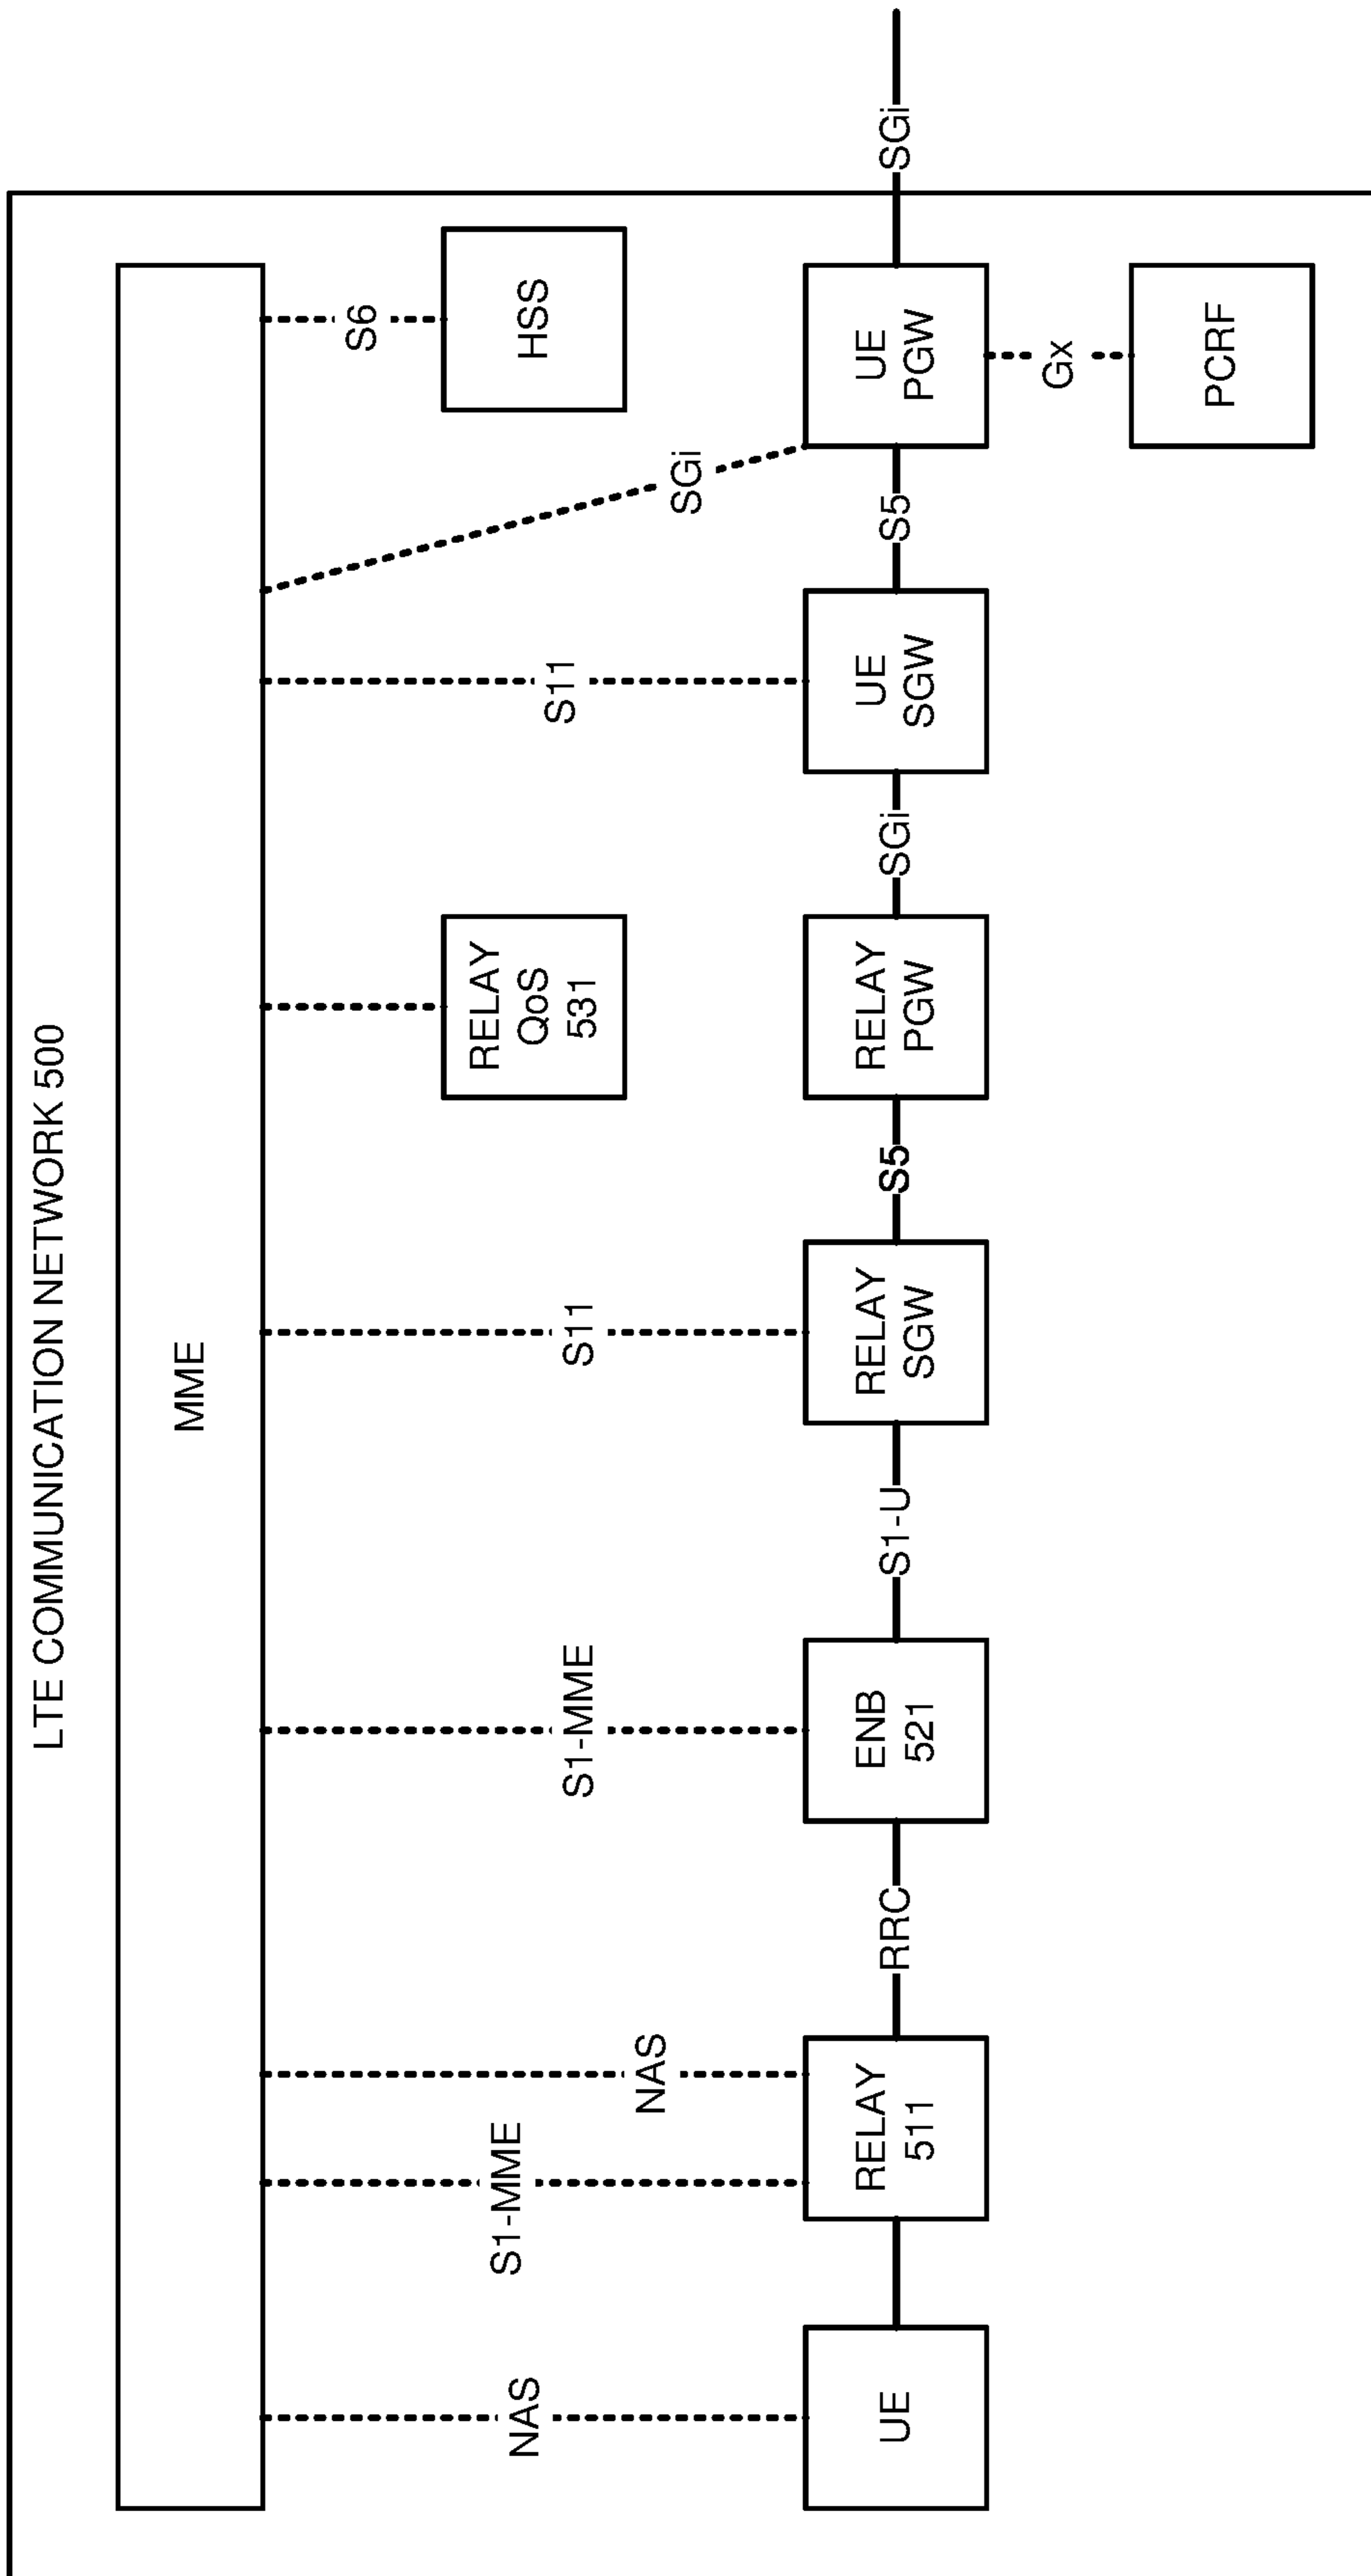 LTE COMMUNICATION NETWORK 500
MME
NAS
S1-MME
NAS
S1-MME
S11
S11
SGi
S6
RELAY
QoS
531
HSS
UE
RELAY
511
RRC
ENB
521
S1-U
RELAY
SGW
S5
RELAY
PGW
SGi
UE
SGW
S5
UE
PGW
SGi
Gx
PCRF